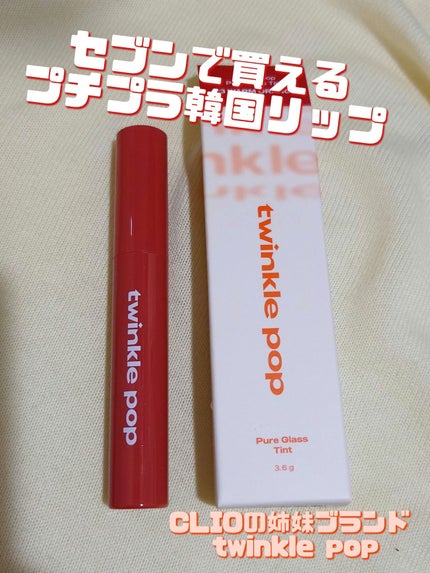 セブンで買える
プチプラ韓国リップ
twinkle pop
twinkle pop
Pure Glass
Tint
3.6 g
CLIOの姉妹ブランド
twinkle pop